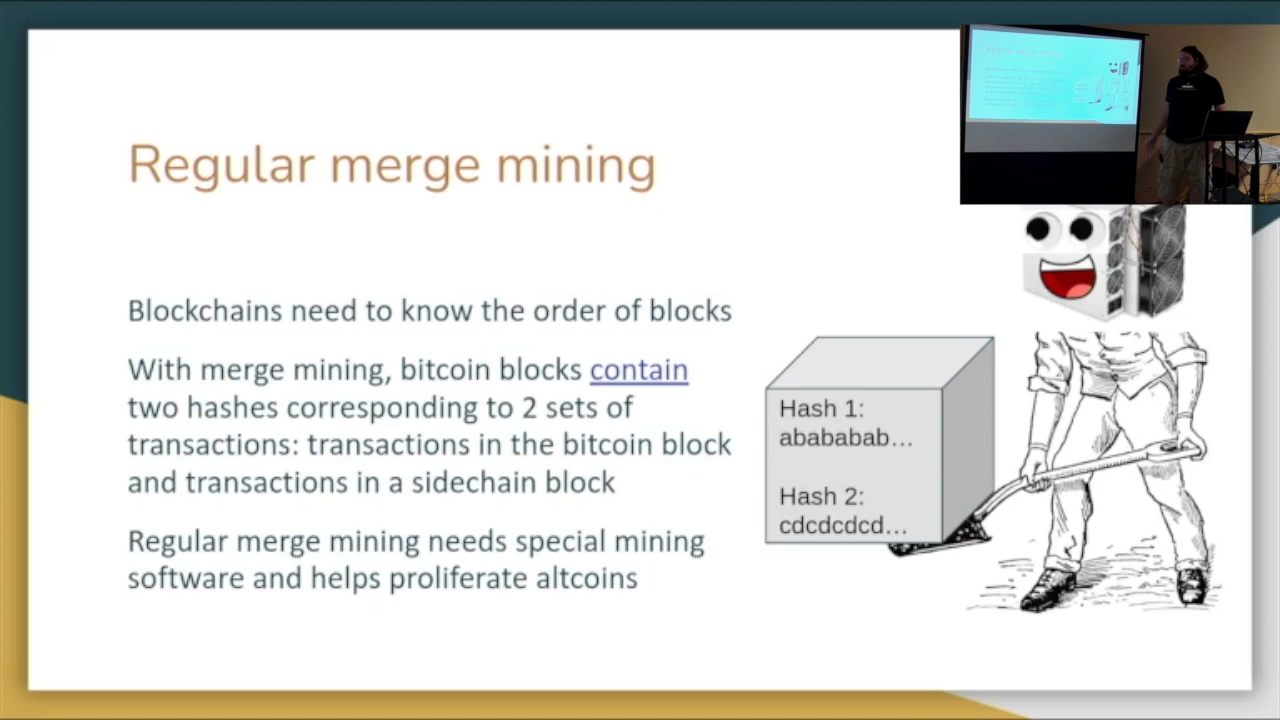 Regular merge mining
Blockchains need to know the order of blocks
With merge mining, bitcoin blocks contain
two hashes corresponding to 2 sets of
transactions: transactions in the bitcoin block
and transactions in a sidechain block
Regular merge mining needs special mining
software and helps proliferate altcoins
Hash 1:
abababab…
Hash 2:
cdcdcdcd…